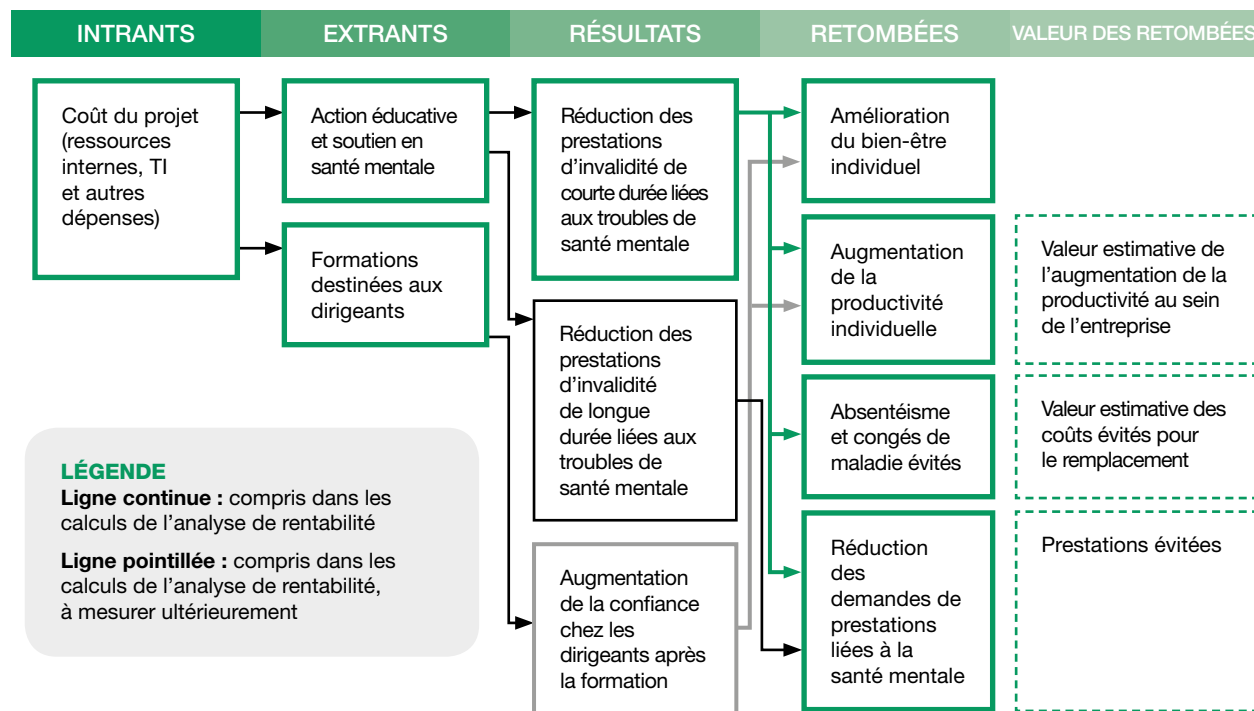 INTRANTS
EXTRANTS
RÉSULTATS
RETOMBÉES
VALEUR DES RETOMBÉES
Coût du projet
(ressources
internes, TI
et autres
dépenses)
Action éducative
et soutien en
santé mentale
Formations
destinées aux
dirigeants
Réduction des
prestations
d’invalidité de
courte durée liées
aux troubles de
santé mentale
Réduction des
prestations
d’invalidité
de longue
durée liées aux
troubles de
santé mentale
Augmentation
de la confiance
chez les
dirigeants après
la formation
Amélioration
du bien-être
individuel
Augmentation
de la
productivité
individuelle
Absentéisme
et congés de
maladie évités
Réduction
des
demandes de
prestations
liées à la
santé mentale
Valeur estimative de
l’augmentation de la
productivité au sein
de l’entreprise
Valeur estimative des
coûts évités pour
le remplacement
Prestations évitées
LÉGENDE
Ligne continue : compris dans les
calculs de l’analyse de rentabilité
Ligne pointillée : compris dans les
calculs de l’analyse de rentabilité,
à mesurer ultérieurement